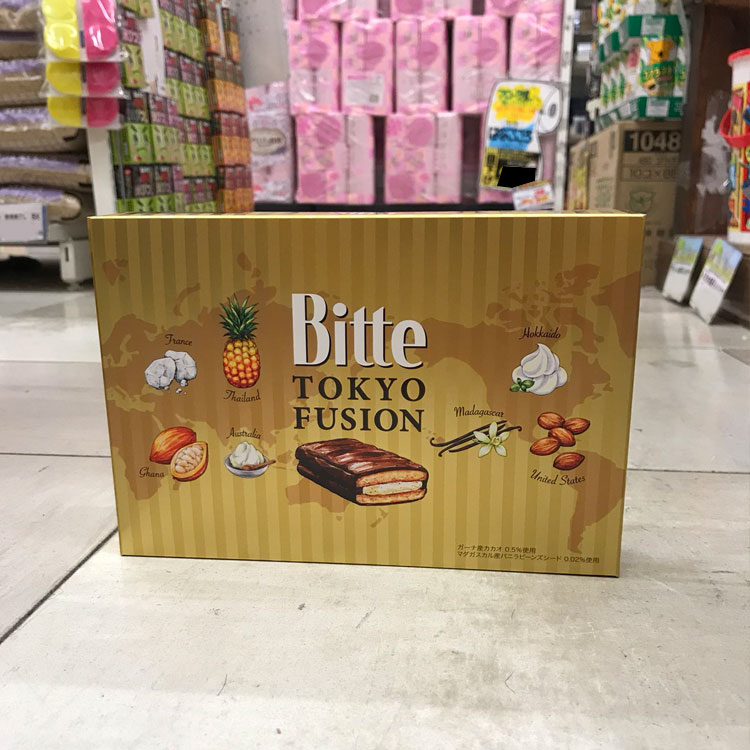 1048
Bitte
TOKYO
FUSION
France
Thailand
Hokkaido
Ghana
Australia
Madagascar
United States
ガーナ産カカオ 0.5%使用
マダガスカル産バニラビーンズシード 0.02%使用